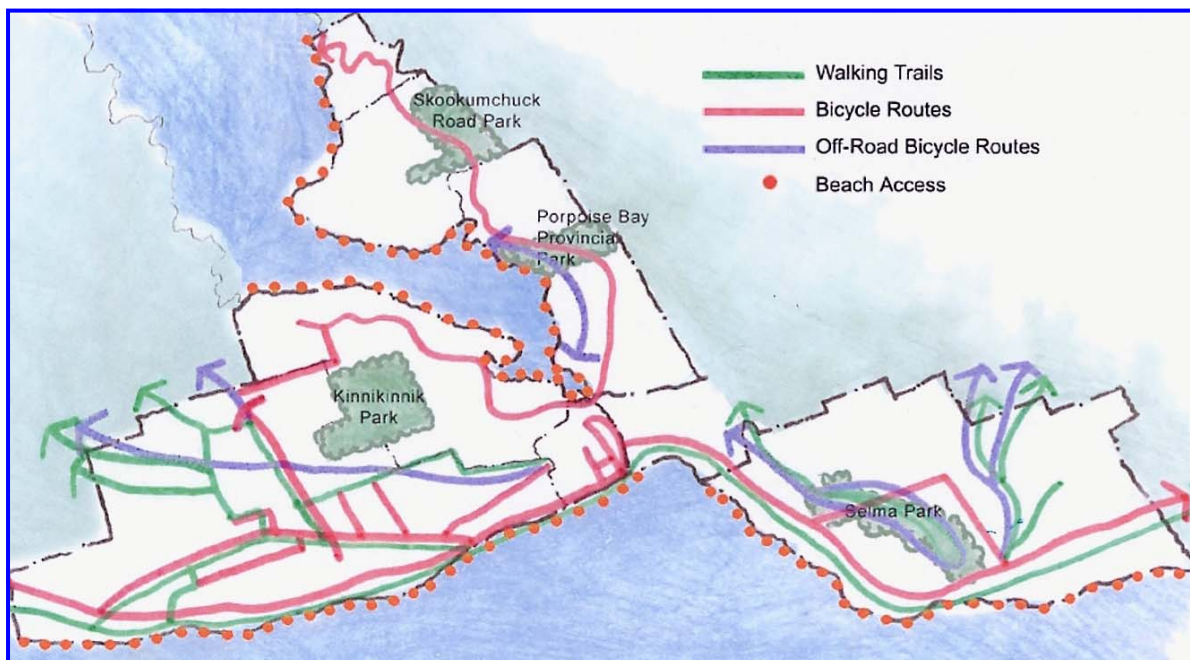 Walking Trails
Bicycle Routes
Off-Road Bicycle Routes
Beach Access
Skookumchuck
Road Park
Porpoise Bay
Provincial
Park
Kinnikinnik
Park
Selma Park